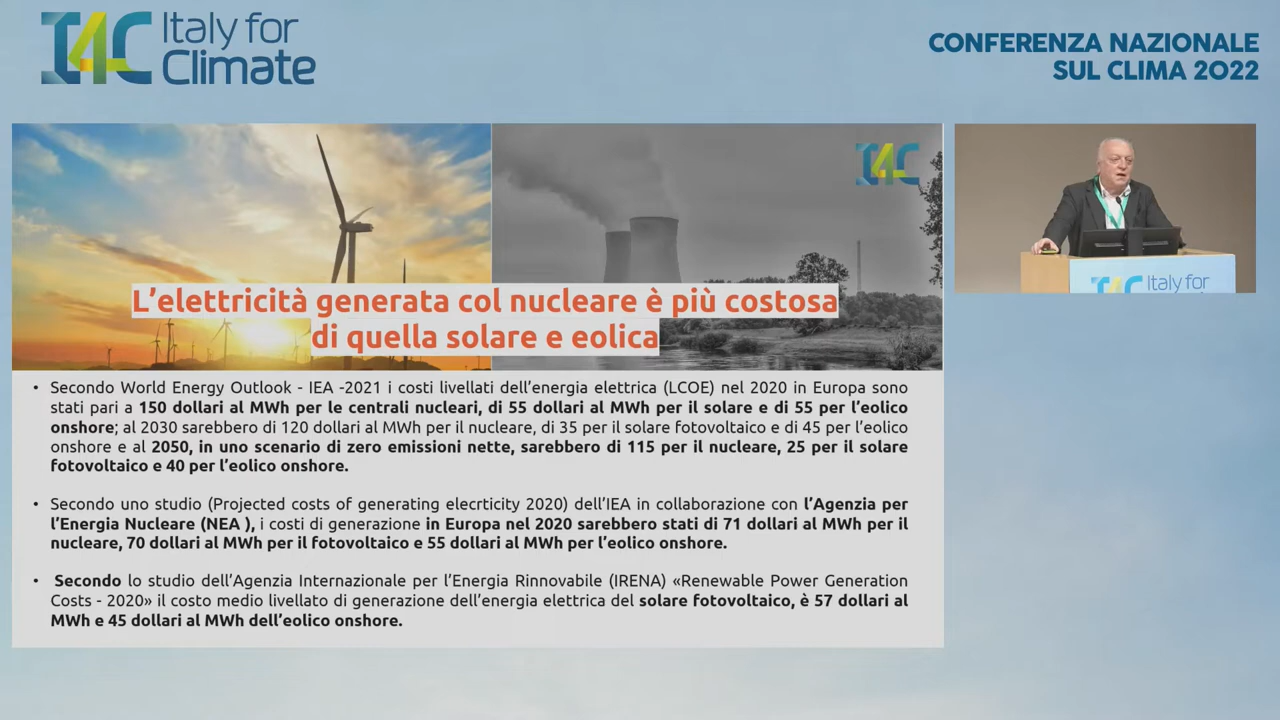 I4C Italy for
Climate
CONFERENZA NAZIONALE
SUL CLIMA 2022
I4C
L'elettricità generata col nucleare è più costosa
di quella solare e eolica
• Secondo World Energy Outlook - IEA -2021 i costi livellati dell'energia elettrica (LCOE) nel 2020 in Europa sono
stati pari a 150 dollari al MWh per le centrali nucleari, di 55 dollari al MWh per il solare e di 55 per l'eolico
onshore; al 2030 sarebbero di 120 dollari al MWh per il nucleare, di 35 per il solare fotovoltaico e di 45 per l'eolico
onshore e al 2050, in uno scenario di zero emissioni nette, sarebbero di 115 per il nucleare, 25 per il solare
fotovoltaico e 40 per l'eolico onshore.
• Secondo uno studio (Projected costs of generating elecrticity 2020) dell'IEA in collaborazione con l'Agenzia per
l'Energia Nucleare (NEA ), i costi di generazione in Europa nel 2020 sarebbero stati di 71 dollari al MWh per il
nucleare, 70 dollari al MWh per il fotovoltaico e 55 dollari al MWh per l'eolico onshore.
• Secondo lo studio dell'Agenzia Internazionale per l'Energia Rinnovabile (IRENA) «Renewable Power Generation
Costs - 2020» il costo medio livellato di generazione dell'energia elettrica del solare fotovoltaico, è 57 dollari al
MWh e 45 dollari al MWh dell'eolico onshore.
I4C Italy for